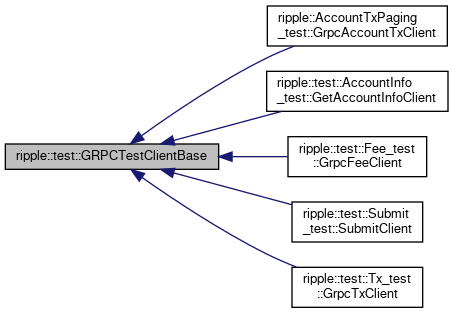 ripple::AccountTxPaging
_test::GrpcAccountTxClient
ripple::test::AccountInfo
_test::GetAccountInfoClient
ripple::test::GRPCTestClientBase
ripple::test::Fee_test
::GrpcFeeClient
ripple::test::Submit
_test::SubmitClient
ripple::test::Tx_test
::GrpcTxClient